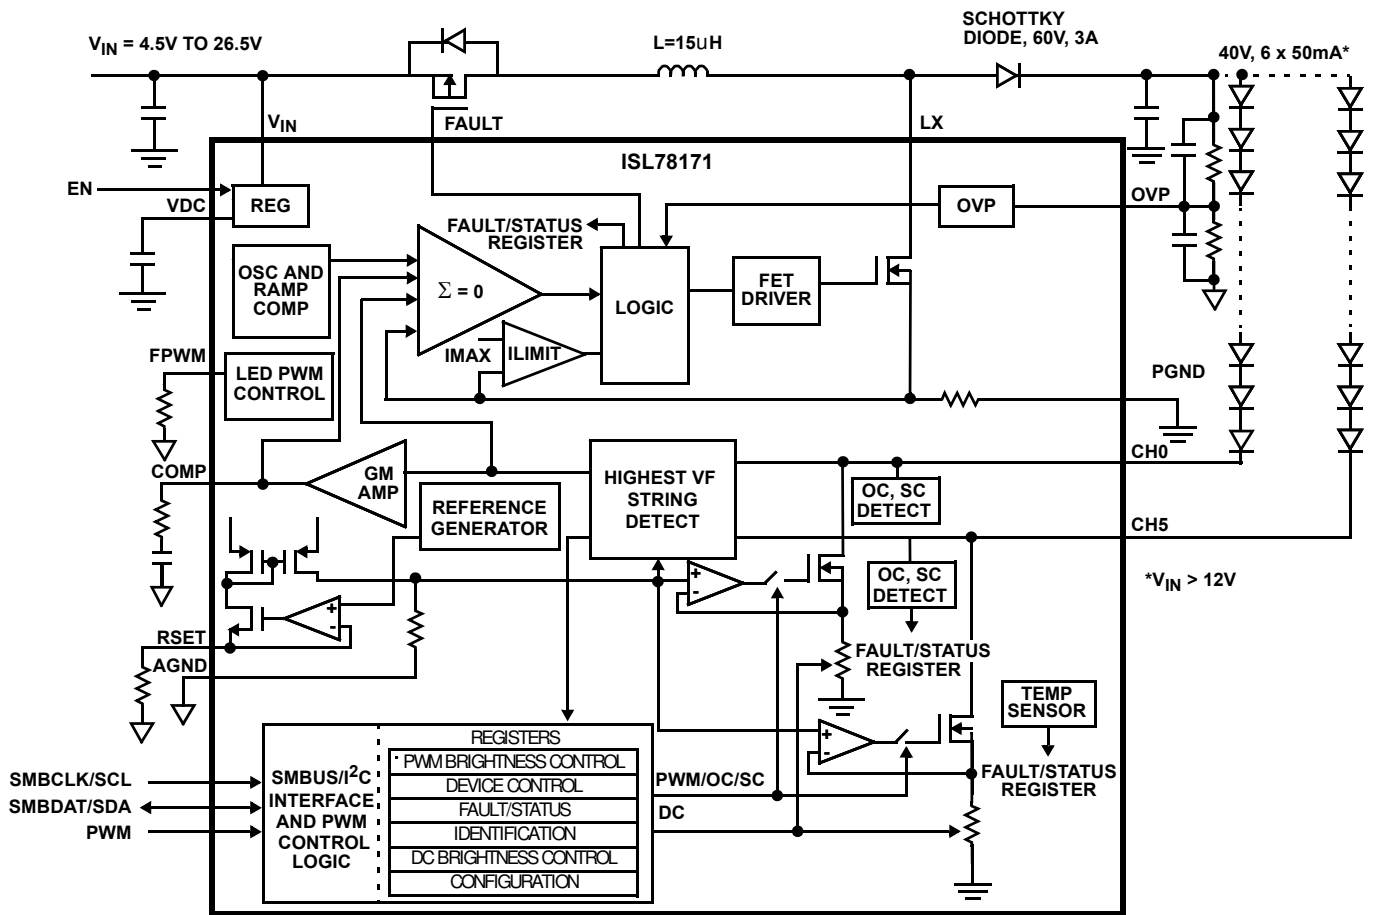 V_IN = 4.5V TO 26.5V
L=15uH
SCHOTTKY
DIODE, 60V, 3A
40V, 6 x 50mA*
V_IN
FAULT
LX
ISL78171
EN
VDC
REG
OVP
OVP
FAULT/STATUS
REGISTER
OSC AND
RAMP
COMP
Σ = 0
LOGIC
FET
DRIVER
IMAX
ILIMIT
FPWM
LED PWM
CONTROL
PGND
COMP
GM
AMP
HIGHEST VF
STRING
DETECT
CH0
OC, SC
DETECT
REFERENCE
GENERATOR
CH5
+
-
OC, SC
DETECT
*V_IN > 12V
+
-
RSET
AGND
FAULT/STATUS
REGISTER
TEMP
SENSOR
+
-
FAULT/STATUS
REGISTER
SMBCLK/SCL
SMBDAT/SDA
PWM
SMBUS/I²C
INTERFACE
AND PWM
CONTROL
LOGIC
REGISTERS
PWM BRIGHTNESS CONTROL
DEVICE CONTROL
FAULT/STATUS
IDENTIFICATION
DC BRIGHTNESS CONTROL
CONFIGURATION
PWM/OC/SC
DC